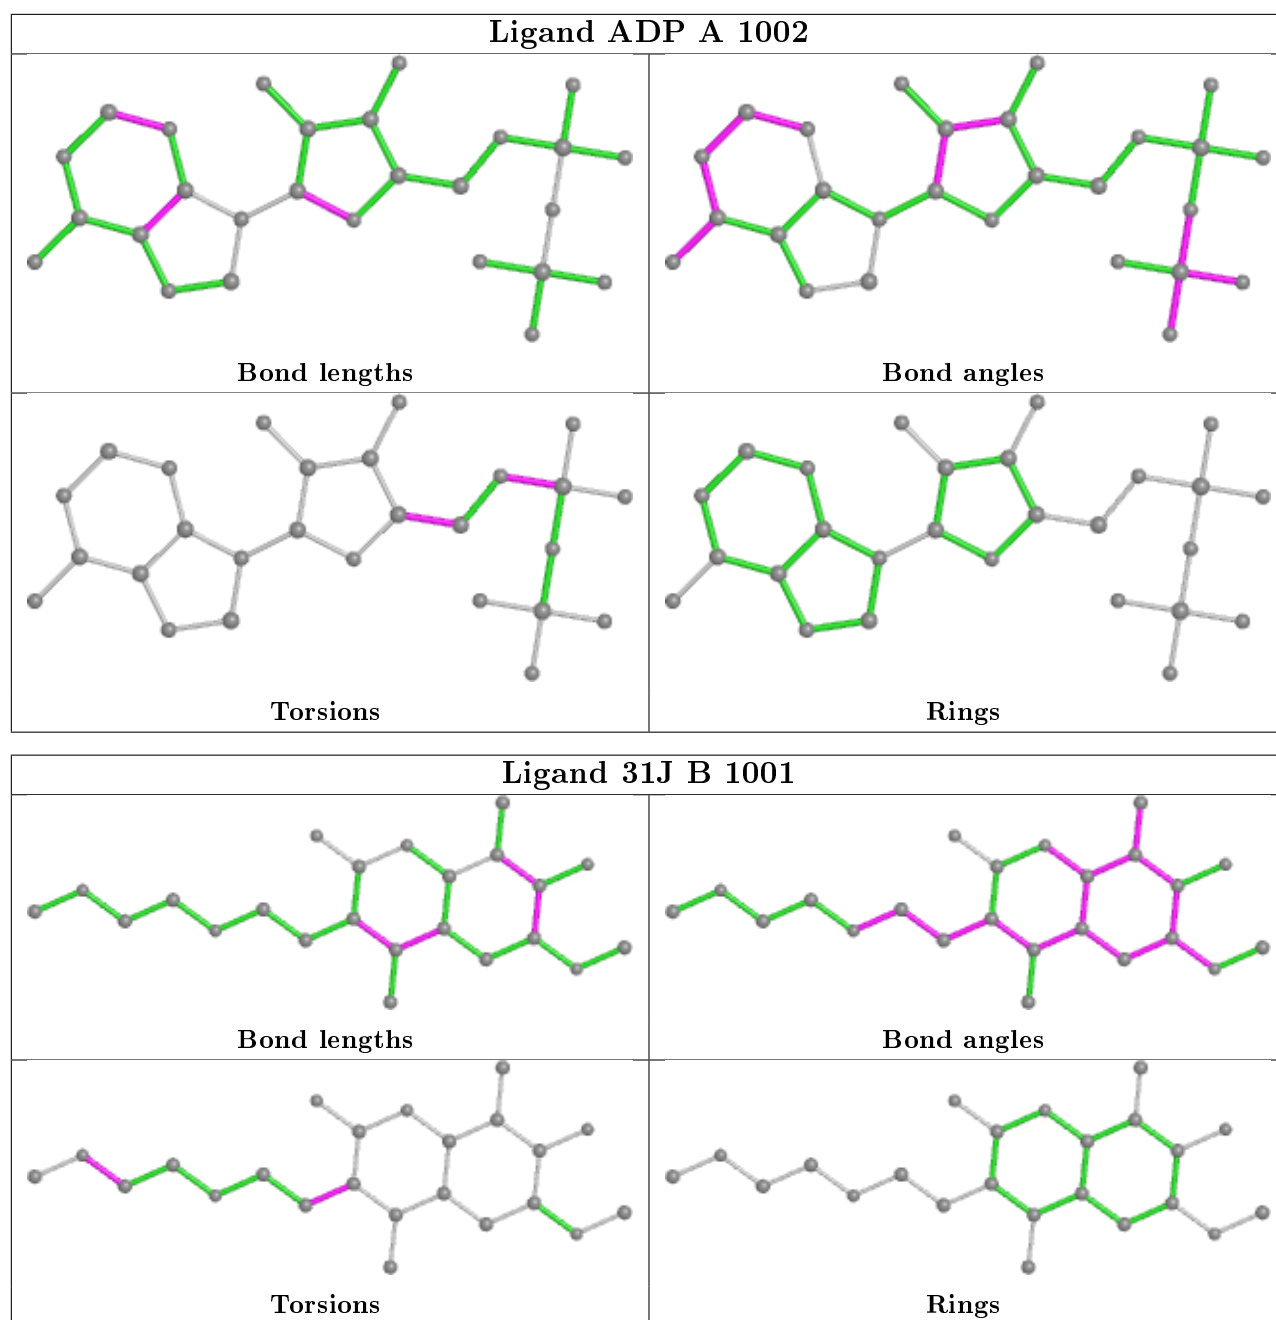 Ligand ADP A 1002
Bond lengths
Bond angles
Torsions
Rings
Ligand 31J B 1001
Bond lengths
Bond angles
Torsions
Rings